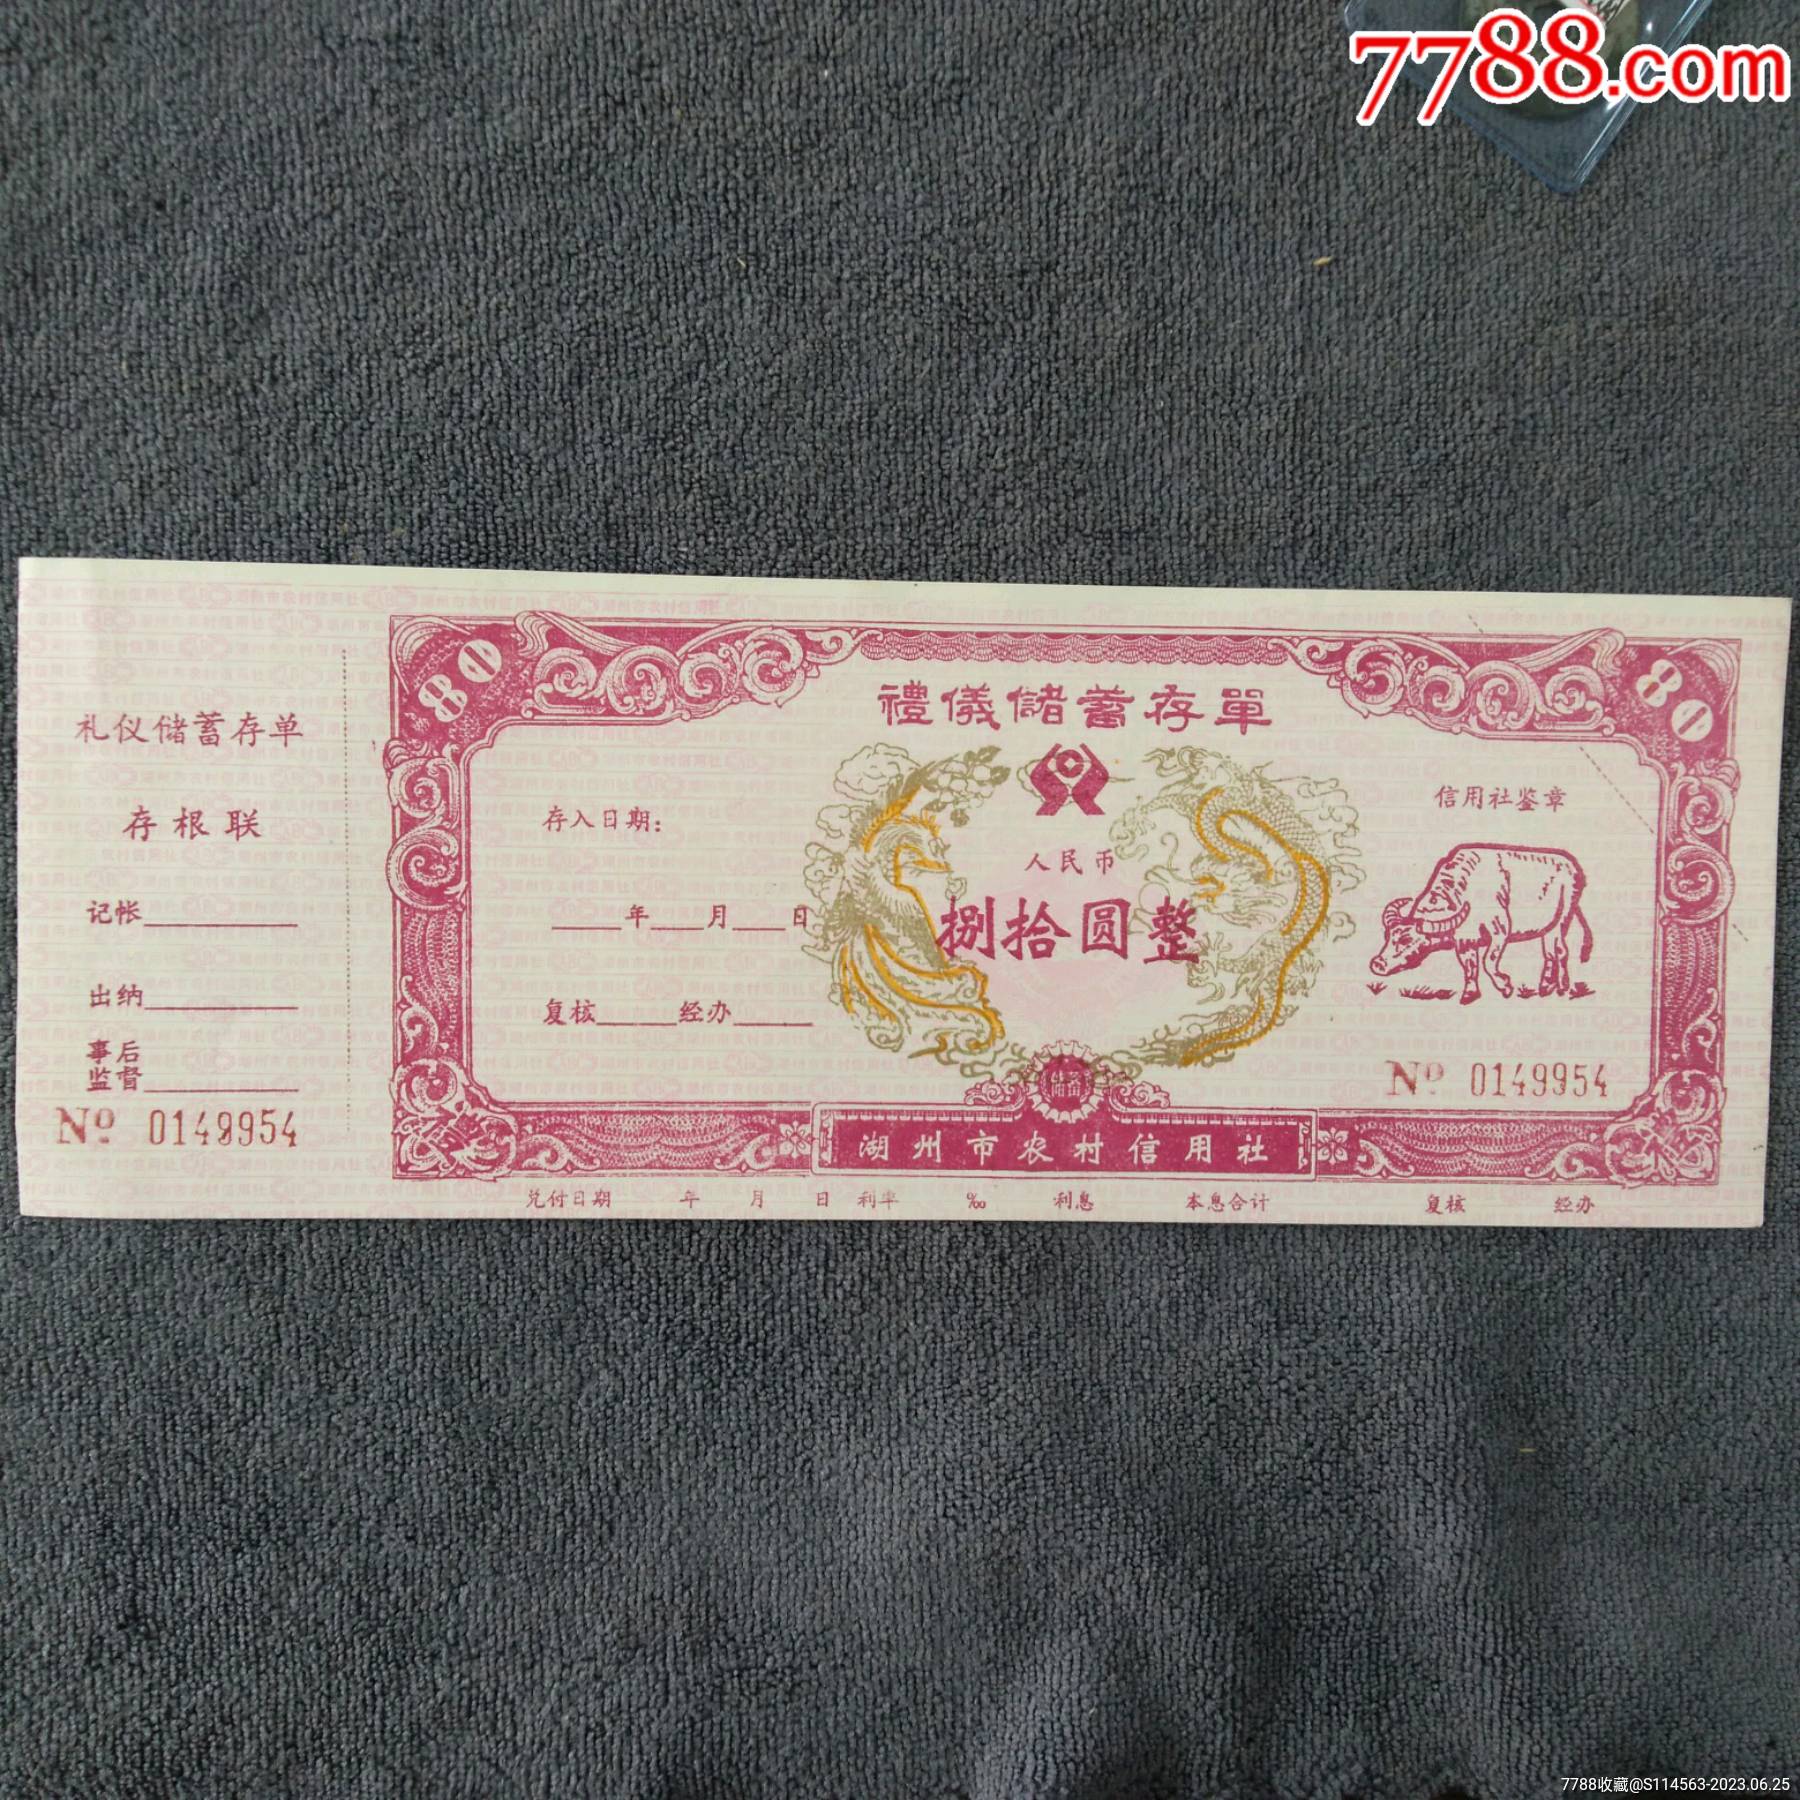 7788.com
礼仪储蓄存单
存根联
记帐
出纳
事后
监督
Nº 0149954
80
80
禮儀儲蓄存單
存入日期:
年 月 日
复核 经办
人民币
捌拾圆整
信用社鉴章
Nº 0149954
储蓄
湖州市农村信用社
兑付日期 年 月 日 利率 ‰ 利息 本息合计 复核 经办
7788收藏@S114563-2023.06.25